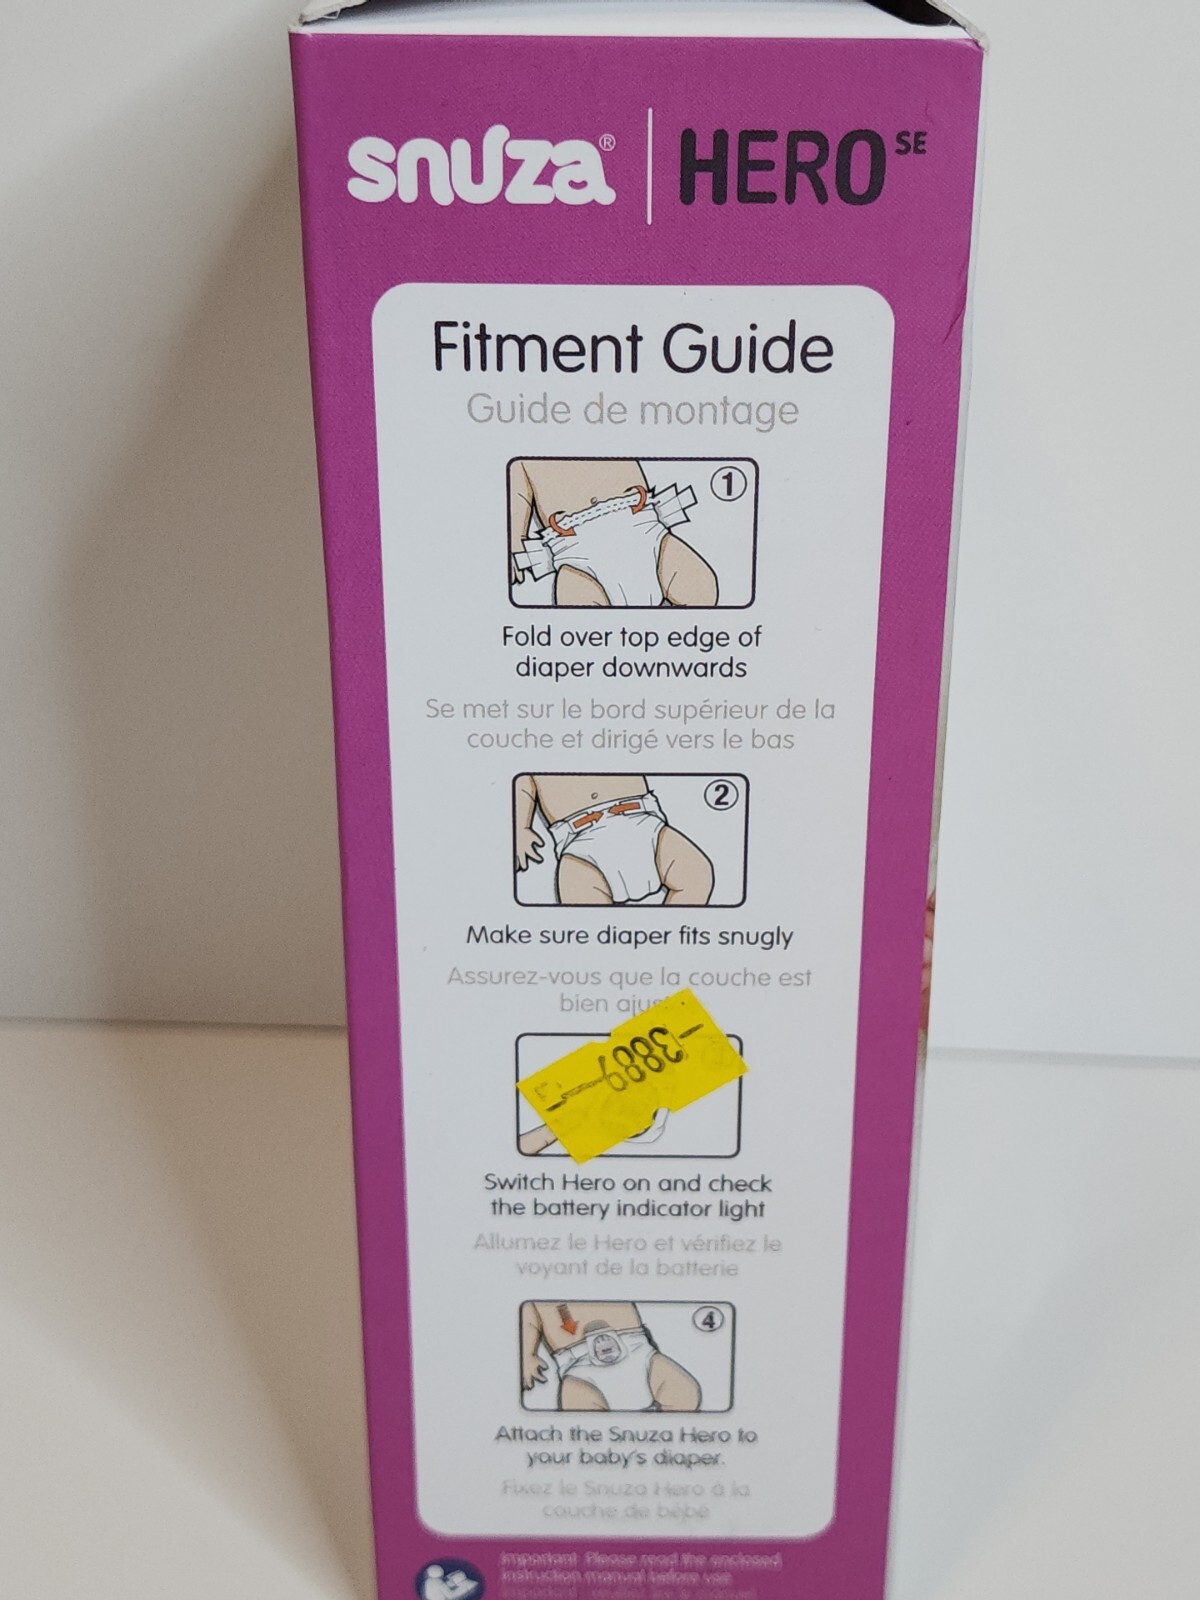 snuza® | HERO SE
Fitment Guide
Guide de montage
1
Fold over top edge of
diaper downwards
Se met sur le bord supérieur de la
couche et dirigé vers le bas
2
Make sure diaper fits snugly
Assurez-vous que la couche est
bien
3889
Switch Hero on and check
the battery indicator light
Allumez le Hero et vérifiez le
voyant de la batterie
4
Attach the Snuza Hero to
your baby's diaper.
Fixez le Snuza Hero à la
couche de bébé
Important: Please read the enclosed
instruction manual before use